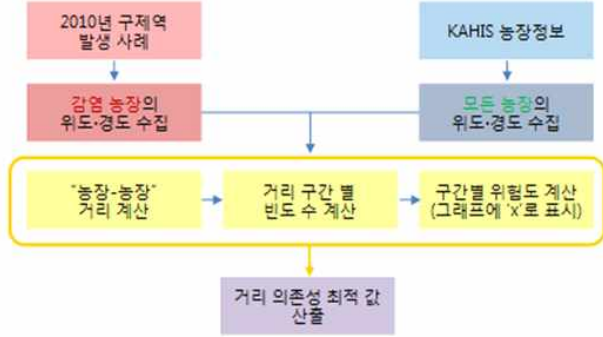 2010년 구제역
발생 사례
KAHIS 농장정보
감염 농장의
위도·경도 수집
모든 농장의
위도·경도 수집
"농장-농장"
거리 계산
거리 구간 별
빈도 수 계산
구간별 위험도 계산
(그래프에 'x'로 표시)
거리 의존성 최적 값
산출